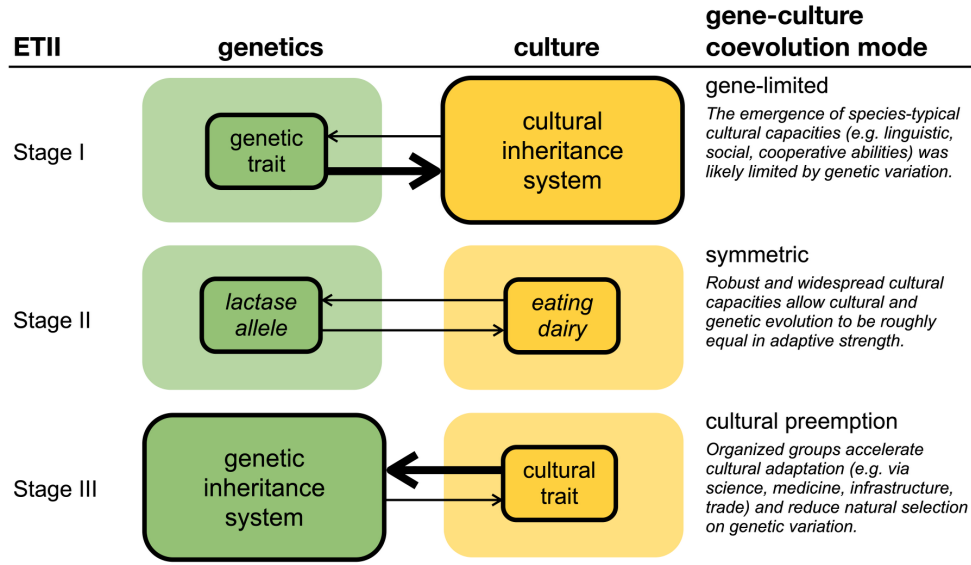 ETII
genetics
culture
gene-culture
coevolution mode
Stage I
genetic
trait
cultural
inheritance
system
gene-limited
The emergence of species-typical
cultural capacities (e.g. linguistic,
social, cooperative abilities) was
likely limited by genetic variation.
Stage II
lactase
allele
eating
dairy
symmetric
Robust and widespread cultural
capacities allow cultural and
genetic evolution to be roughly
equal in adaptive strength.
Stage III
genetic
inheritance
system
cultural
trait
cultural preemption
Organized groups accelerate
cultural adaptation (e.g. via
science, medicine, infrastructure,
trade) and reduce natural selection
on genetic variation.